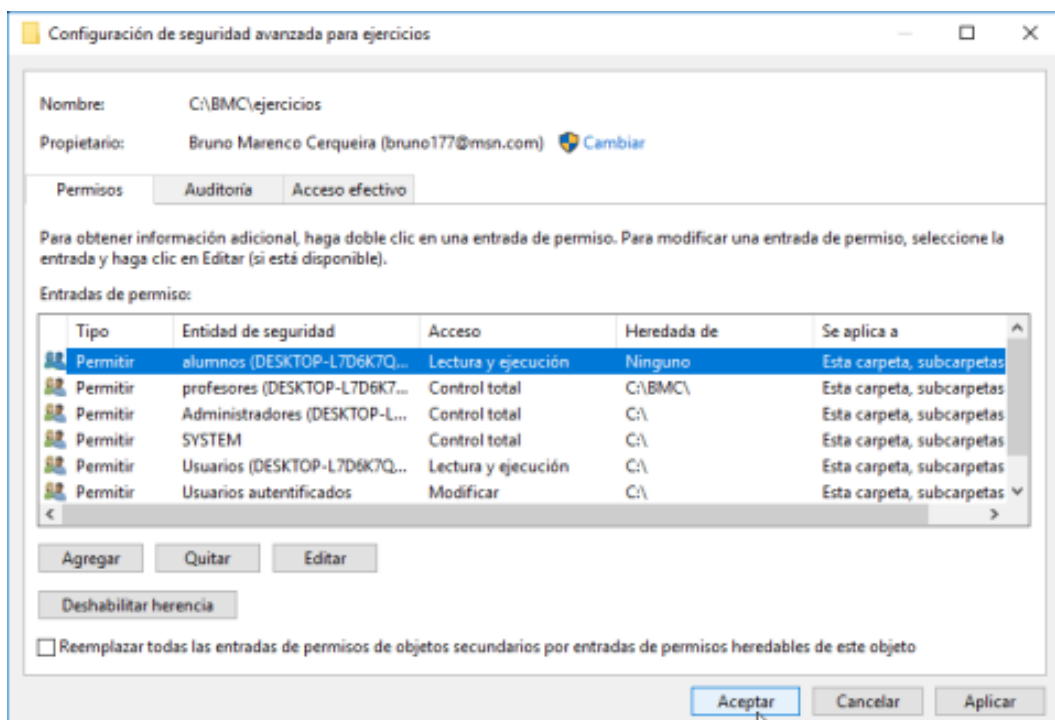 Configuración de seguridad avanzada para ejercicios
Nombre: C:\BMC\ejercicios
Propietario: Bruno Marenco Cerqueira (bruno177@msn.com) Cambiar
Permisos Auditoría Acceso efectivo
Para obtener información adicional, haga doble clic en una entrada de permiso. Para modificar una entrada de permiso, seleccione la
entrada y haga clic en Editar (si está disponible).
Entradas de permiso:
Tipo Entidad de seguridad Acceso Heredada de Se aplica a
Permitir alumnos (DESKTOP-L7D6K7Q... Lectura y ejecución Ninguno Esta carpeta, subcarpetas
Permitir profesores (DESKTOP-L7D6K7... Control total C:\BMC\ Esta carpeta, subcarpetas
Permitir Administradores (DESKTOP-L... Control total C:\ Esta carpeta, subcarpetas
Permitir SYSTEM Control total C:\ Esta carpeta, subcarpetas
Permitir Usuarios (DESKTOP-L7D6K7Q... Lectura y ejecución C:\ Esta carpeta, subcarpetas
Permitir Usuarios autentificados Modificar C:\ Esta carpeta, subcarpetas
Agregar Quitar Editar
Deshabilitar herencia
Reemplazar todas las entradas de permisos de objetos secundarios por entradas de permisos heredables de este objeto
Aceptar Cancelar Aplicar